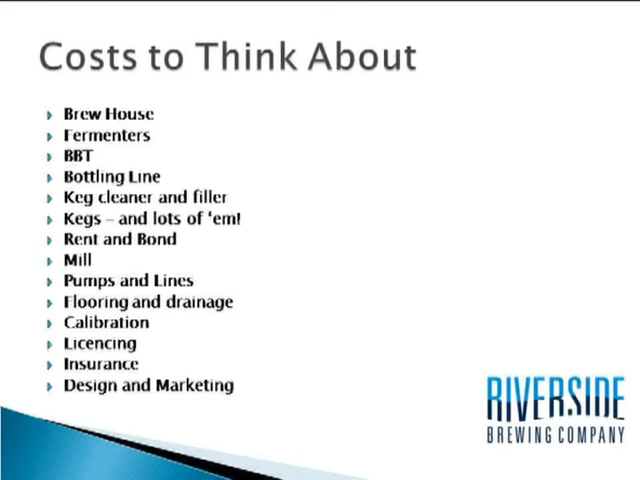 Costs to Think About
Brew House
Fermenters
BBT
Bottling Line
Keg cleaner and filler
Kegs – and lots of ‘em!
Rent and Bond
Mill
Pumps and Lines
Flooring and drainage
Calibration
Licencing
Insurance
Design and Marketing
RIVERSIDE
BREWING COMPANY